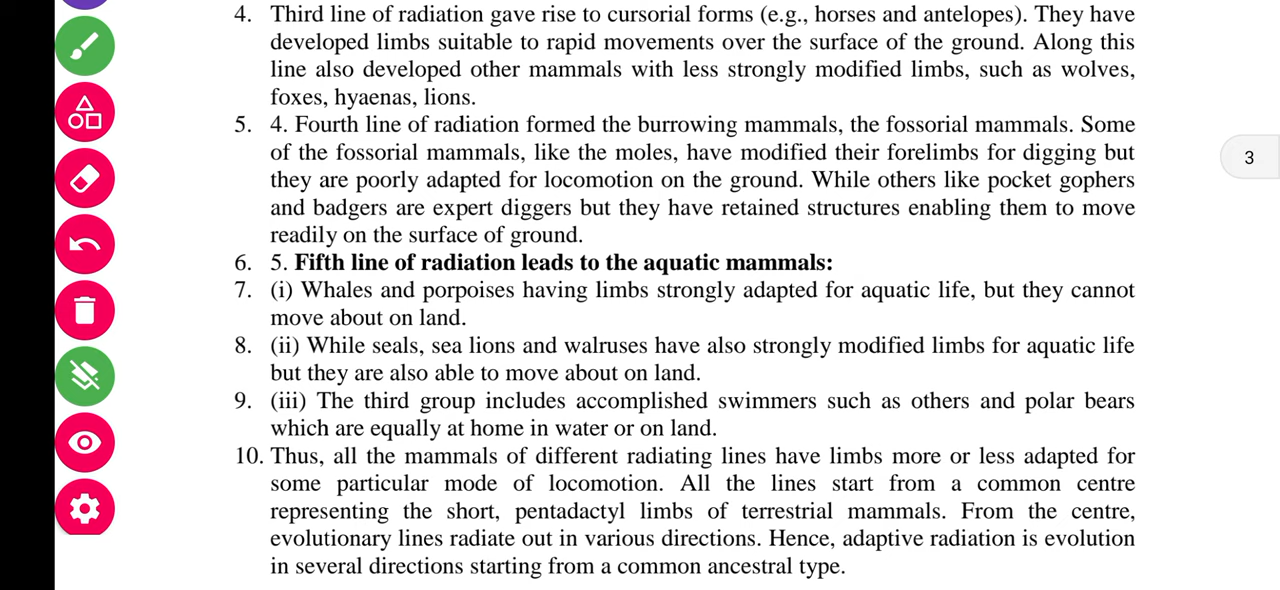 4. Third line of radiation gave rise to cursorial forms (e.g., horses and antelopes). They have
developed limbs suitable to rapid movements over the surface of the ground. Along this
line also developed other mammals with less strongly modified limbs, such as wolves,
foxes, hyaenas, lions.
5. 4. Fourth line of radiation formed the burrowing mammals, the fossorial mammals. Some
of the fossorial mammals, like the moles, have modified their forelimbs for digging but
they are poorly adapted for locomotion on the ground. While others like pocket gophers
and badgers are expert diggers but they have retained structures enabling them to move
readily on the surface of ground.
6. 5. Fifth line of radiation leads to the aquatic mammals:
7. (i) Whales and porpoises having limbs strongly adapted for aquatic life, but they cannot
move about on land.
8. (ii) While seals, sea lions and walruses have also strongly modified limbs for aquatic life
but they are also able to move about on land.
9. (iii) The third group includes accomplished swimmers such as others and polar bears
which are equally at home in water or on land.
10. Thus, all the mammals of different radiating lines have limbs more or less adapted for
some particular mode of locomotion. All the lines start from a common centre
representing the short, pentadactyl limbs of terrestrial mammals. From the centre,
evolutionary lines radiate out in various directions. Hence, adaptive radiation is evolution
in several directions starting from a common ancestral type.
3